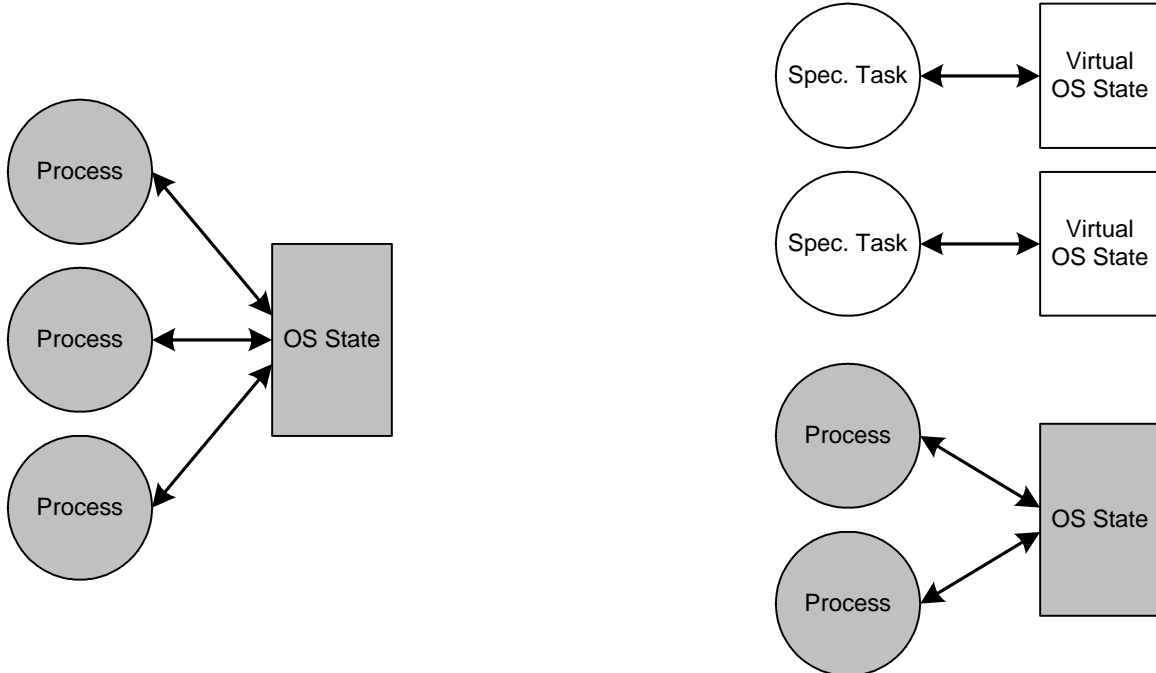 Process
Process
OS State
Process
Spec. Task
Virtual
OS State
Spec. Task
Virtual
OS State
Process
OS State
Process